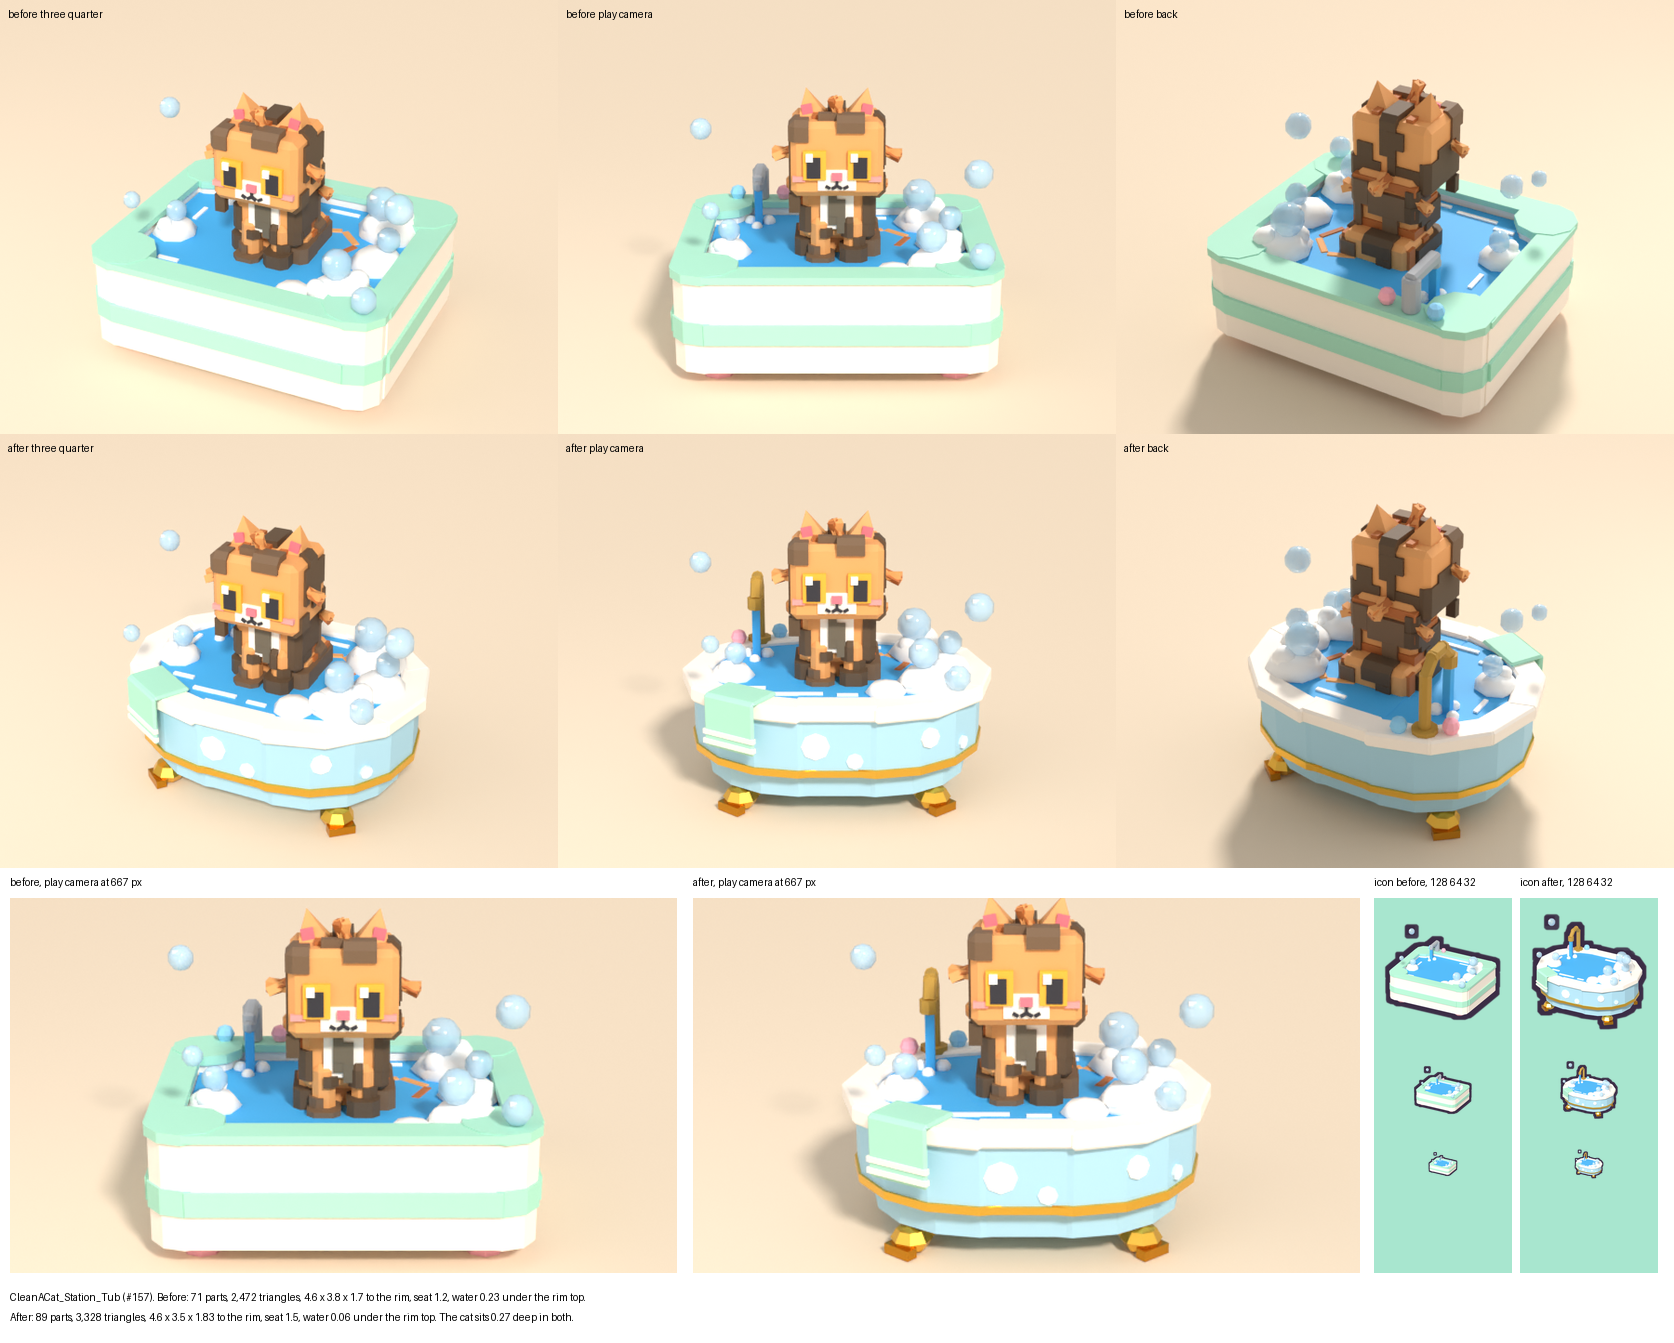 before three quarter
before play camera
before back
after three quarter
after play camera
after back
before, play camera at 667 px
after, play camera at 667 px
icon before, 128 64 32
icon after, 128 64 32
CleanACat_Station_Tub (#157). Before: 71 parts, 2,472 triangles, 4.6 x 3.8 x 1.7 to the rim, seat 1.2, water 0.23 under the rim top.
After: 89 parts, 3,328 triangles, 4.6 x 3.5 x 1.83 to the rim, seat 1.5, water 0.06 under the rim top. The cat sits 0.27 deep in both.